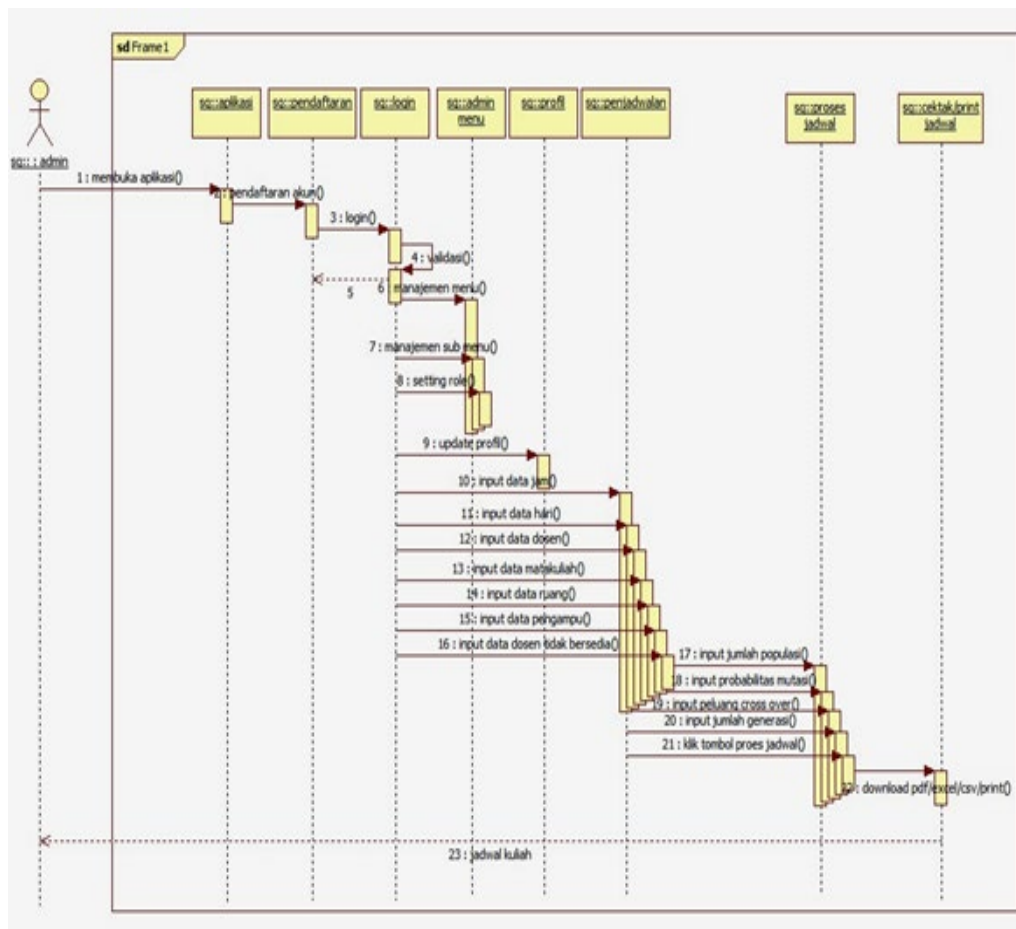 sd Frame1
sq::aplikasi
sq::pendaftaran
sq::login
sq::admin
menu
sq::profil
sq::penjadwalan
sq::proses
jadwal
sq::cektak/print
jadwal
sq:: : admin
1 : membuka aplikasi()
2 : pendaftaran akun()
3 : login()
4 : validasi()
5
6 : manajemen menu()
7 : manajemen sub menu()
8 : setting role()
9 : update profil()
10 : input data jam()
11 : input data hari()
12 : input data dosen()
13 : input data matakuliah()
14 : input data ruang()
15 : input data pengampu()
16 : input data dosen tidak bersedia()
17 : input jumlah populasi()
18 : input probabilitas mutasi()
19 : input peluang cross over()
20 : input jumlah generasi()
21 : klik tombol proes jadwal()
22 : download pdf/excel/csv/print()
23 : jadwal kuliah